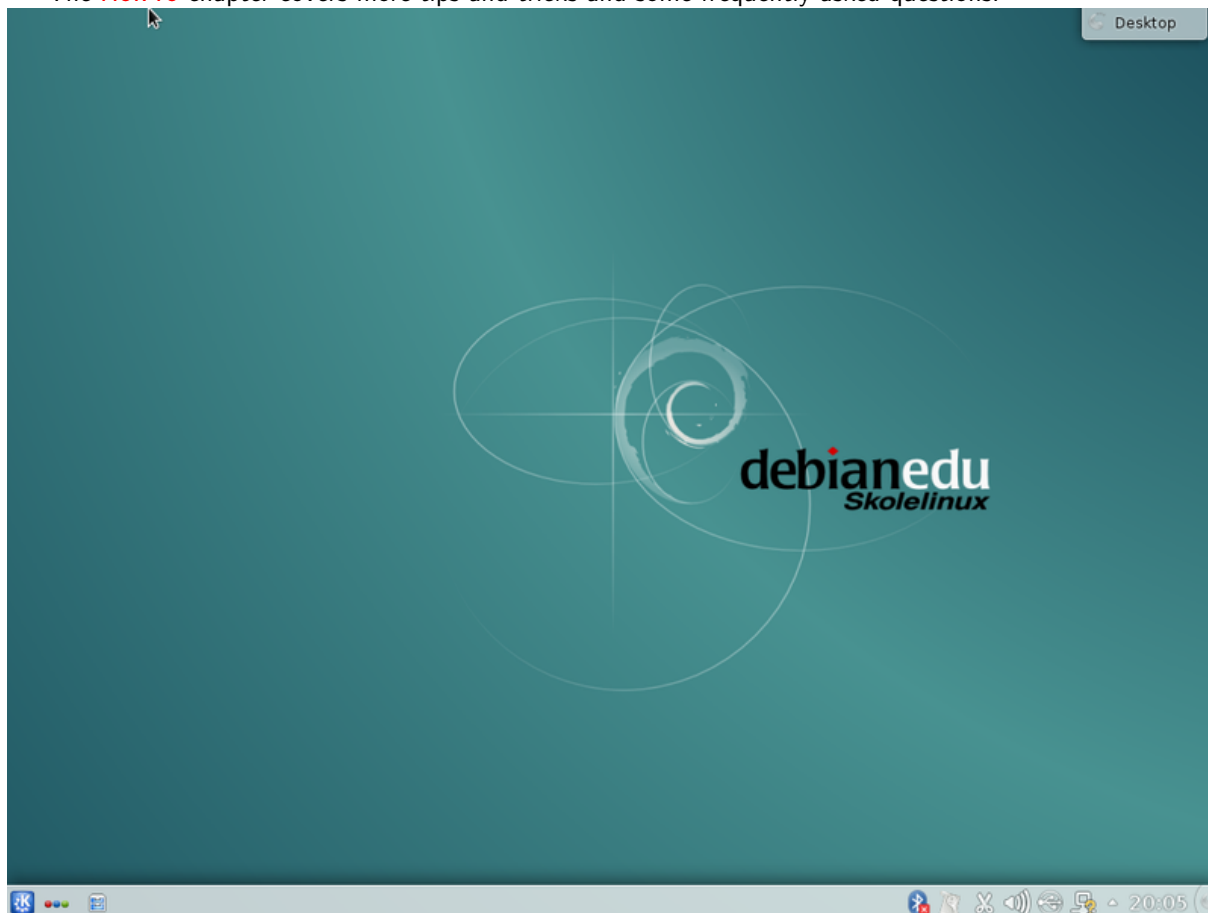 chapter covers more tips and tricks and some frequently asked questions.
Desktop
debianedu
Skolelinux
20:05